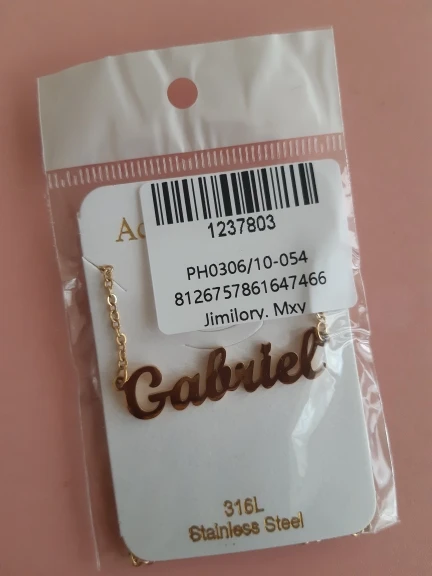 1237803
PH0306/10-054
8126757861647466
Jimilory. Mxy
Gabriel
316L
Stainless Steel